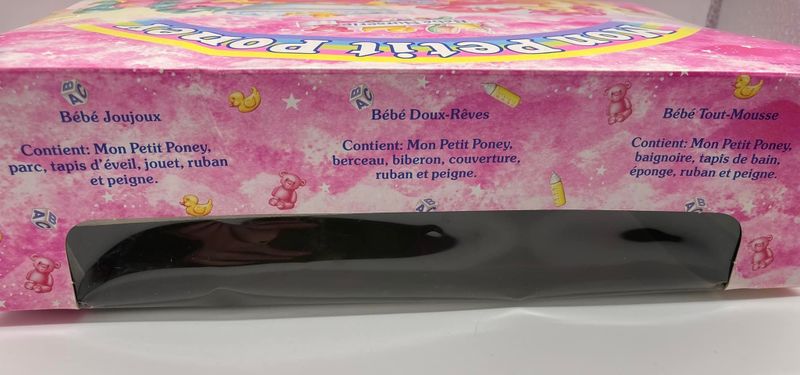 Mon Petit Poney
Bébé Joujoux
Contient: Mon Petit Poney,
parc, tapis d'éveil, jouet, ruban
et peigne.
Bébé Doux-Rêves
Contient: Mon Petit Poney,
berceau, biberon, couverture,
ruban et peigne.
Bébé Tout-Mousse
Contient: Mon Petit Poney,
baignoire, tapis de bain,
éponge, ruban et peigne.